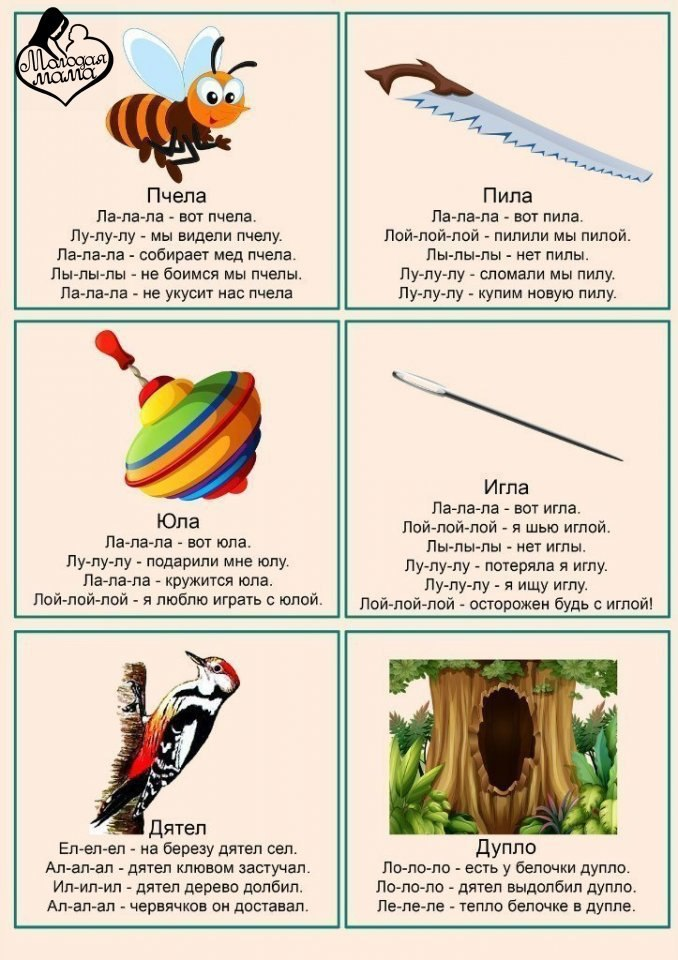 Молодая
мама
Пчела
Ла-ла-ла - вот пчела.
Лу-лу-лу - мы видели пчелу.
Ла-ла-ла - собирает мед пчела.
Лы-лы-лы - не боимся мы пчелы.
Ла-ла-ла - не укусит нас пчела
Пила
Ла-ла-ла - вот пила.
Лой-лой-лой - пилили мы пилой.
Лы-лы-лы - нет пилы.
Лу-лу-лу - сломали мы пилу.
Лу-лу-лу - купим новую пилу.
Юла
Ла-ла-ла - вот юла.
Лу-лу-лу - подарили мне юлу.
Ла-ла-ла - кружится юла.
Лой-лой-лой - я люблю играть с юлой.
Игла
Ла-ла-ла - вот игла.
Лой-лой-лой - я шью иглой.
Лы-лы-лы - нет иглы.
Лу-лу-лу - потеряла я иглу.
Лу-лу-лу - я ищу иглу.
Лой-лой-лой - осторожен будь с иглой!
Дятел
Ел-ел-ел - на березу дятел сел.
Ал-ал-ал - дятел клювом застучал.
Ил-ил-ил - дятел дерево долбил.
Ал-ал-ал - червячков он доставал.
Дупло
Ло-ло-ло - есть у белочки дупло.
Ло-ло-ло - дятел выдолбил дупло.
Ле-ле-ле - тепло белочке в дупле.